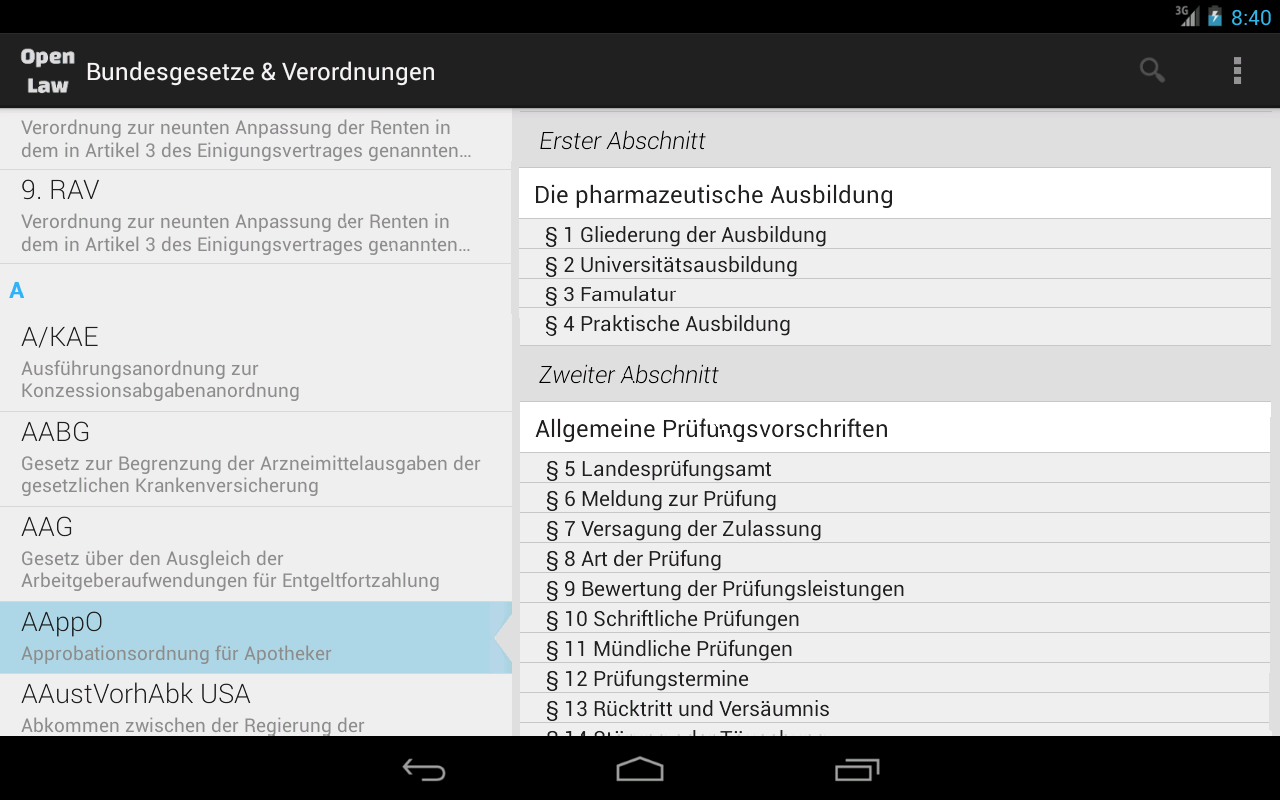 3G
8:40
Open
Law
Bundesgesetze & Verordnungen
Verordnung zur neunten Anpassung der Renten in
dem in Artikel 3 des Einigungsvertrages genannten…
9. RAV
Verordnung zur neunten Anpassung der Renten in
dem in Artikel 3 des Einigungsvertrages genannten…
A
A/KAE
Ausführungsanordnung zur
Konzessionsabgabenanordnung
AABG
Gesetz zur Begrenzung der Arzneimittelausgaben der
gesetzlichen Krankenversicherung
AAG
Gesetz über den Ausgleich der
Arbeitgeberaufwendungen für Entgeltfortzahlung
AAppO
Approbationsordnung für Apotheker
AAustVorhAbk USA
Abkommen zwischen der Regierung der
Erster Abschnitt
Die pharmazeutische Ausbildung
§ 1 Gliederung der Ausbildung
§ 2 Universitätsausbildung
§ 3 Famulatur
§ 4 Praktische Ausbildung
Zweiter Abschnitt
Allgemeine Prüfungsvorschriften
§ 5 Landesprüfungsamt
§ 6 Meldung zur Prüfung
§ 7 Versagung der Zulassung
§ 8 Art der Prüfung
§ 9 Bewertung der Prüfungsleistungen
§ 10 Schriftliche Prüfungen
§ 11 Mündliche Prüfungen
§ 12 Prüfungstermine
§ 13 Rücktritt und Versäumnis